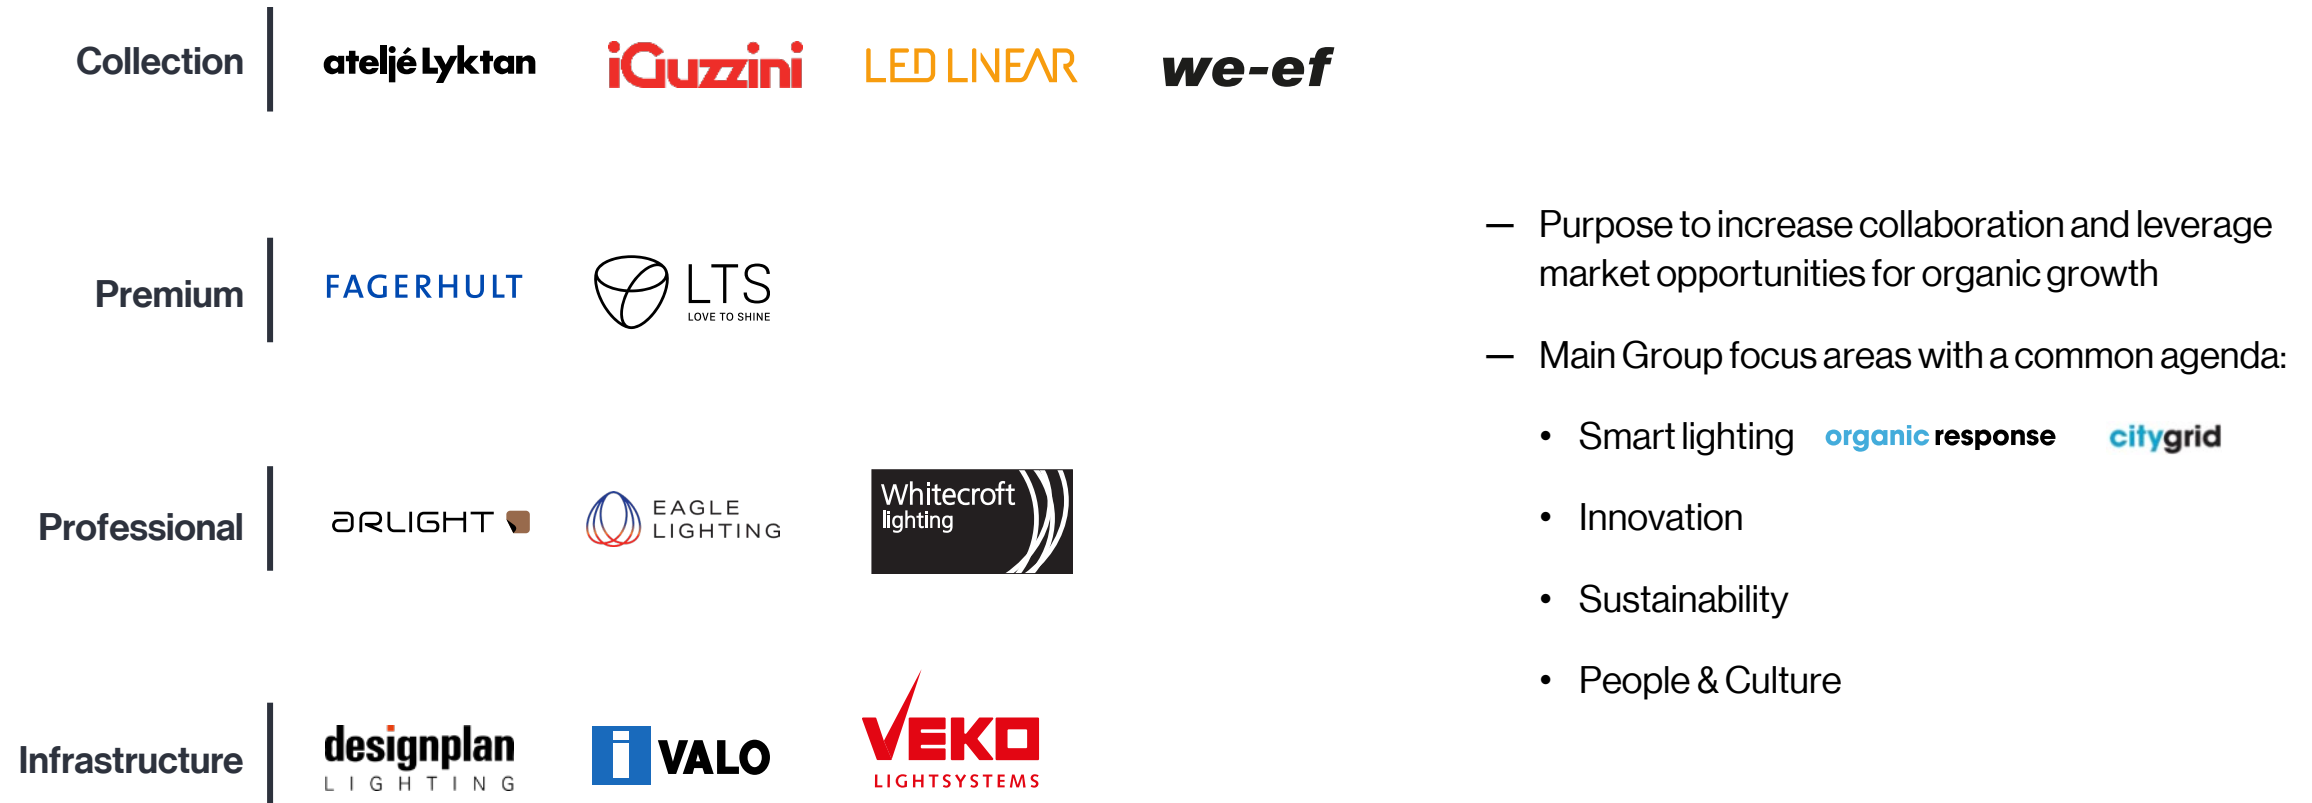 Collection
ateljé Lyktan
iGuzzini
LED LINEAR
we-ef
Premium
FAGERHULT
LTS
LOVE TO SHINE
Professional
ARLIGHT
EAGLE
LIGHTING
Whitecroft
lighting
Infrastructure
designplan
LIGHTING
i VALO
VEKO
LIGHTSYSTEMS
— Purpose to increase collaboration and leverage
market opportunities for organic growth
— Main Group focus areas with a common agenda:
• Smart lighting organic response citygrid
• Innovation
• Sustainability
• People & Culture